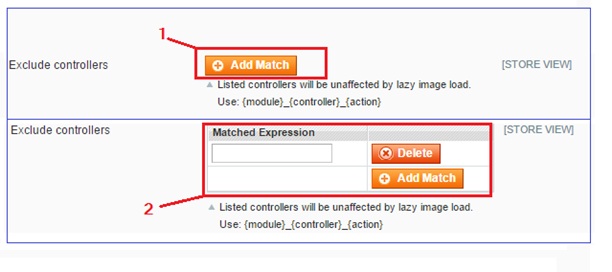 1
Exclude controllers Add Match [STORE VIEW]
Listed controllers will be unaffected by lazy image load.
Use: {module}_{controller}_{action}
Exclude controllers Matched Expression [STORE VIEW]
Delete
Add Match
2
Listed controllers will be unaffected by lazy image load.
Use: {module}_{controller}_{action}